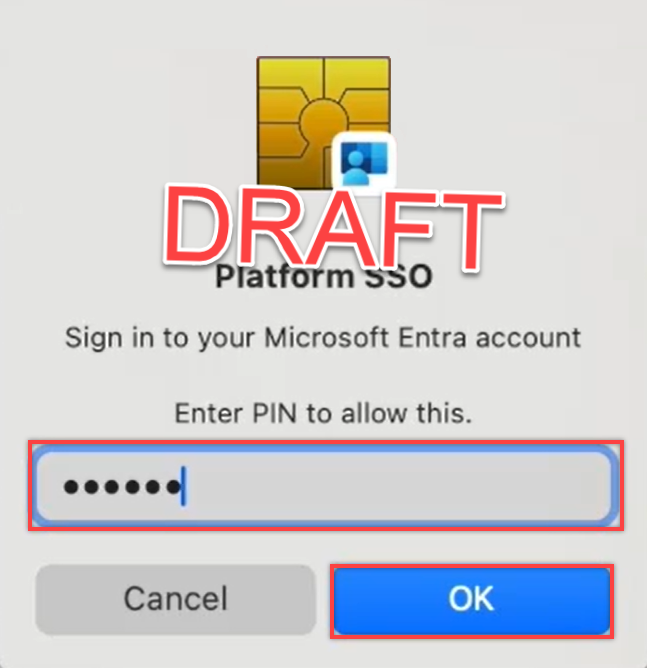 DRAFT
Platform SSO
Sign in to your Microsoft Entra account
Enter PIN to allow this.
••••••
Cancel
OK